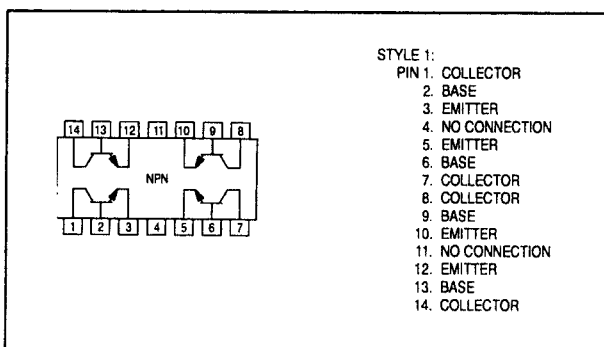 STYLE 1:
PIN 1. COLLECTOR
2. BASE
3. EMITTER
4. NO CONNECTION
5. EMITTER
6. BASE
7. COLLECTOR
8. COLLECTOR
9. BASE
10. EMITTER
11. NO CONNECTION
12. EMITTER
13. BASE
14. COLLECTOR
14 13 12 11 10 9 8
NPN
1 2 3 4 5 6 7